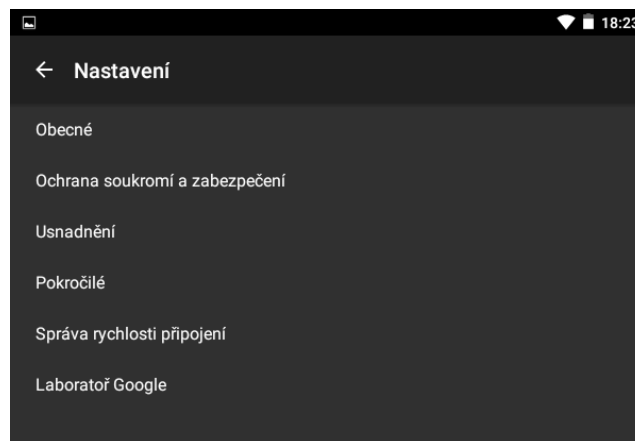 18:23
Nastavení
Obecné
Ochrana soukromí a zabezpečení
Usnadnění
Pokročilé
Správa rychlosti připojení
Laboratoř Google